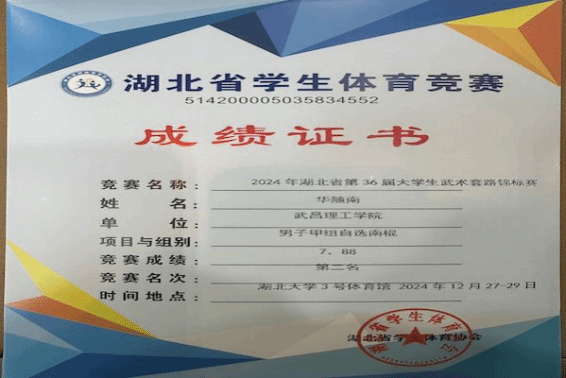 湖北省学生体育竞赛
514200005035834552
成绩证书
竞赛名称： 2024年湖北省第36届大学生武术套路锦标赛
姓名： 华随南
单位： 武昌理工学院
项目与组别： 男子甲组自选南棍
竞赛成绩： 7.88
竞赛名次： 第二名
时间地点： 湖北大学3号体育馆 2024年12月27-29日
湖北省学 体育协会